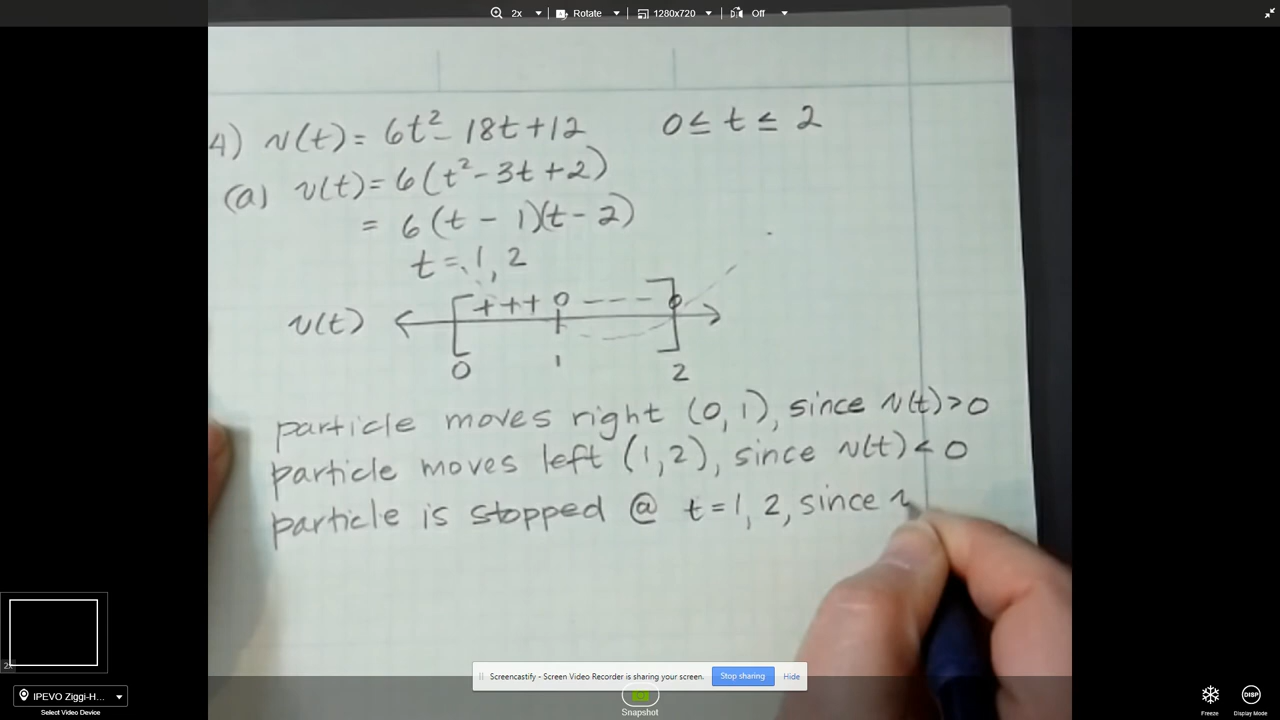 2x Rotate 1280x720 Off
4) v(t) = 6t² - 18t + 12 0 ≤ t ≤ 2
(a) v(t) = 6(t² - 3t + 2)
= 6(t - 1)(t - 2)
t = 1, 2
v(t) +++ 0 --- 0
0 1 2
particle moves right (0, 1), since v(t) > 0
particle moves left (1, 2), since v(t) < 0
particle is stopped @ t = 1, 2, since v
2x
Screencastify - Screen Video Recorder is sharing your screen. Stop sharing Hide
IPEVO Ziggi-H...
Select Video Device
Snapshot
Freeze
DISP
Display Mode